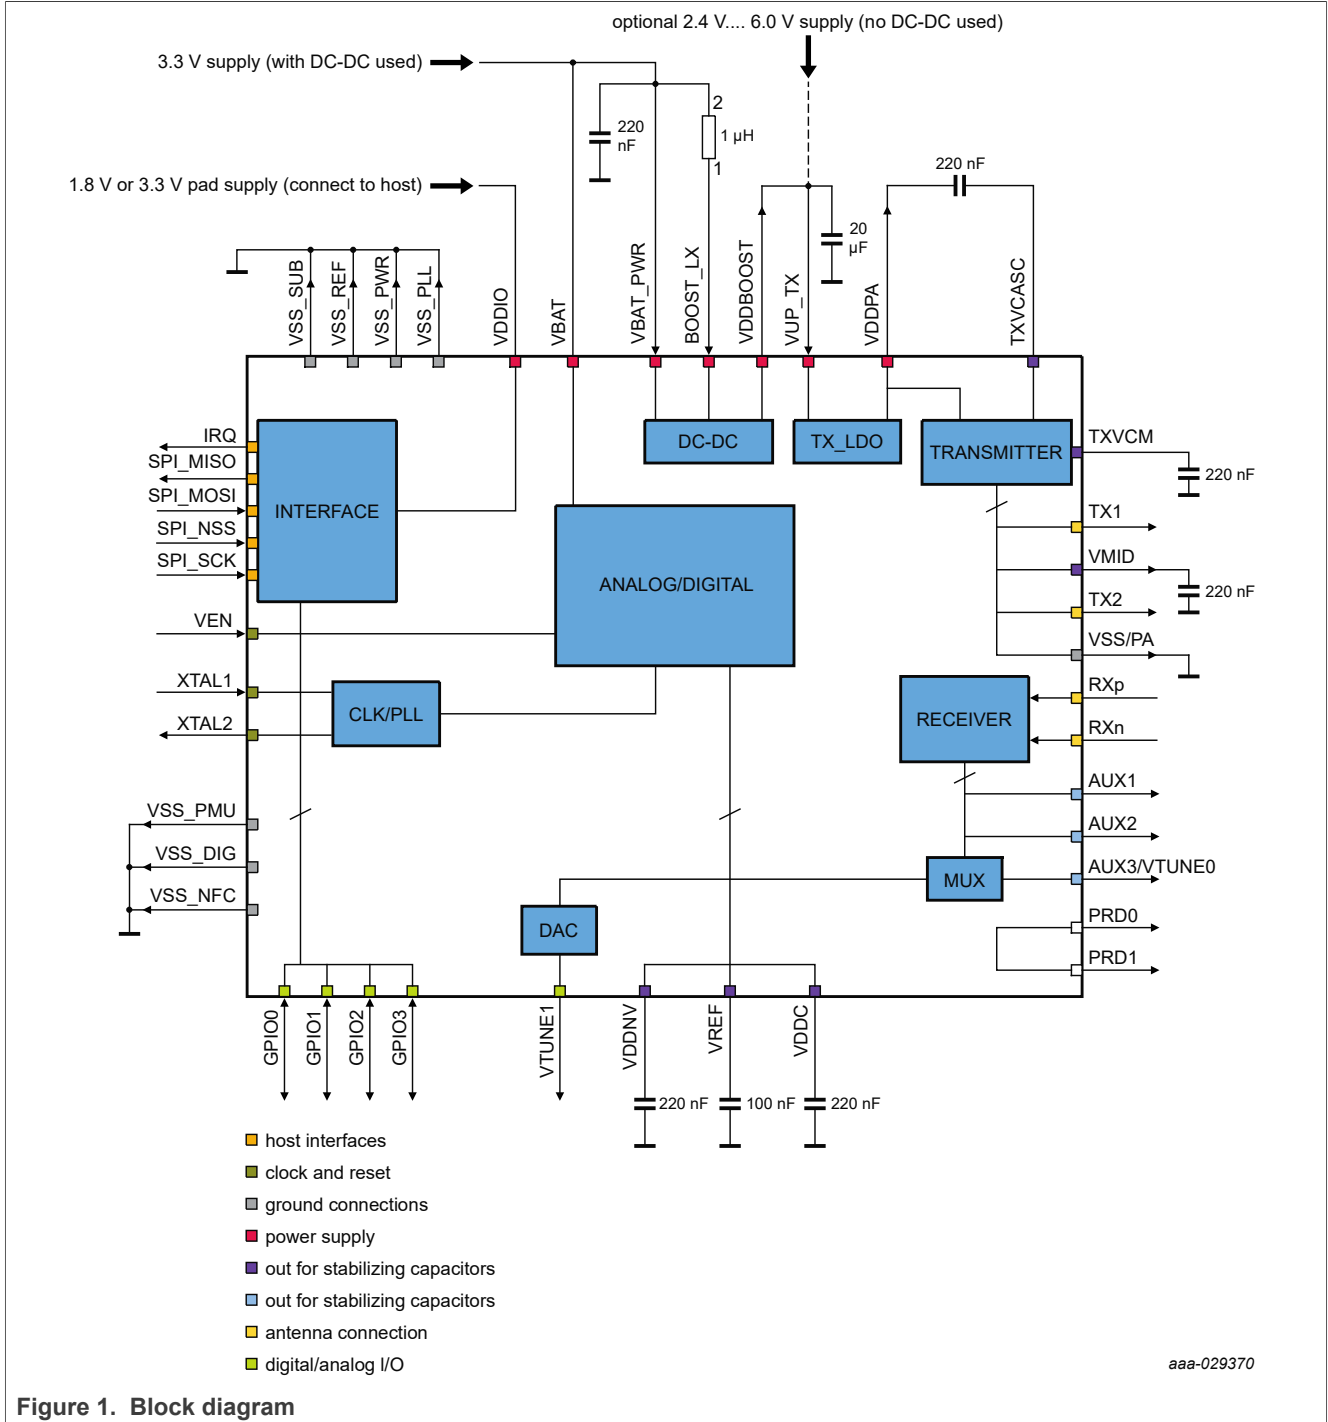 optional 2.4 V.... 6.0 V supply (no DC-DC used)
3.3 V supply (with DC-DC used)
2
220
nF
1 µH
1
220 nF
1.8 V or 3.3 V pad supply (connect to host)
20
µF
VSS_SUB
VSS_REF
VSS_PWR
VSS_PLL
VDDIO
VBAT
VBAT_PWR
BOOST_LX
VDDBOOST
VUP_TX
VDDPA
TXVCASC
IRQ
SPI_MISO
SPI_MOSI
SPI_NSS
SPI_SCK
INTERFACE
DC-DC
TX_LDO
TRANSMITTER
TXVCM
220 nF
TX1
VMID
220 nF
TX2
VSS/PA
ANALOG/DIGITAL
VEN
XTAL1
XTAL2
CLK/PLL
RECEIVER
RXp
RXn
AUX1
AUX2
AUX3/VTUNE0
MUX
DAC
PRD0
PRD1
VSS_PMU
VSS_DIG
VSS_NFC
GPIO0
GPIO1
GPIO2
GPIO3
VTUNE1
VDDNV
VREF
VDDC
220 nF
100 nF
220 nF
host interfaces
clock and reset
ground connections
power supply
out for stabilizing capacitors
out for stabilizing capacitors
antenna connection
digital/analog I/O
aaa-029370
Figure 1. Block diagram